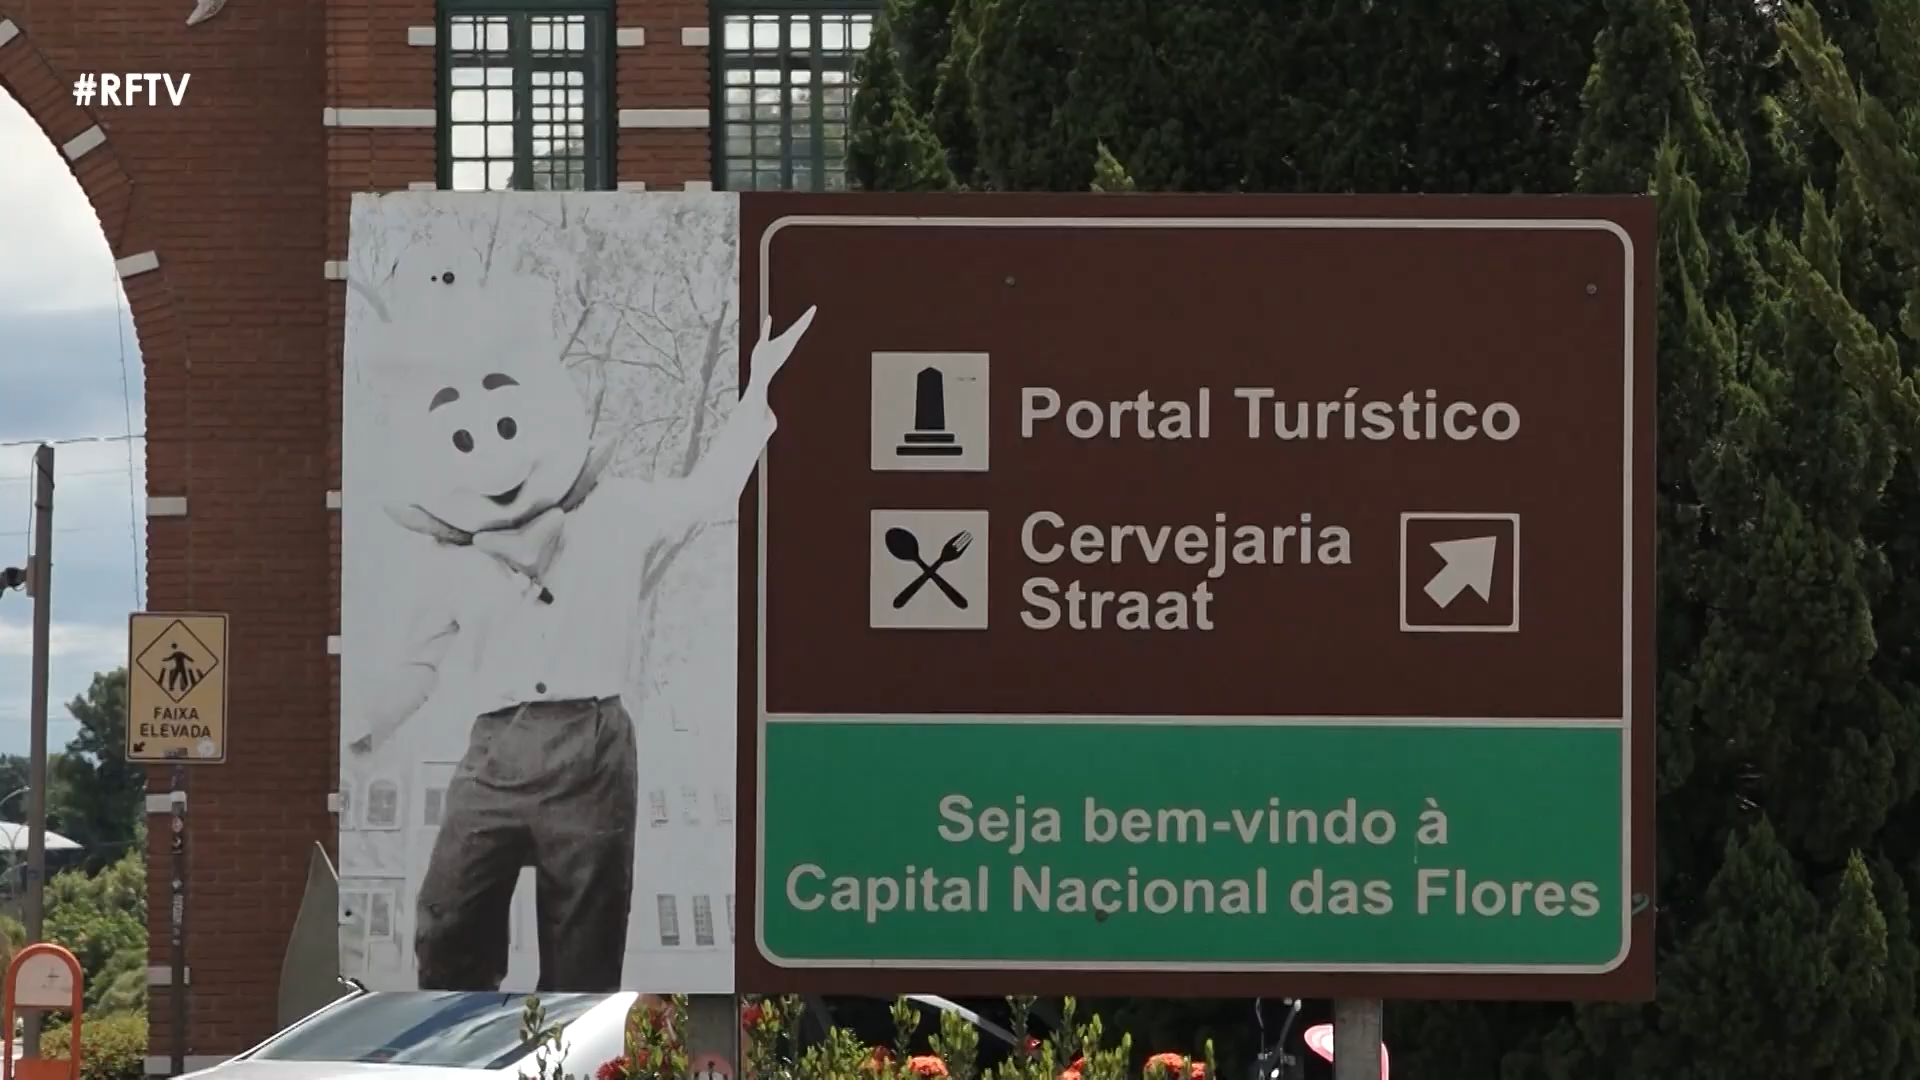 #RFTV
Portal Turístico
Cervejaria
Straat
FAIXA
ELEVADA
Seja bem-vindo à
Capital Nacional das Flores